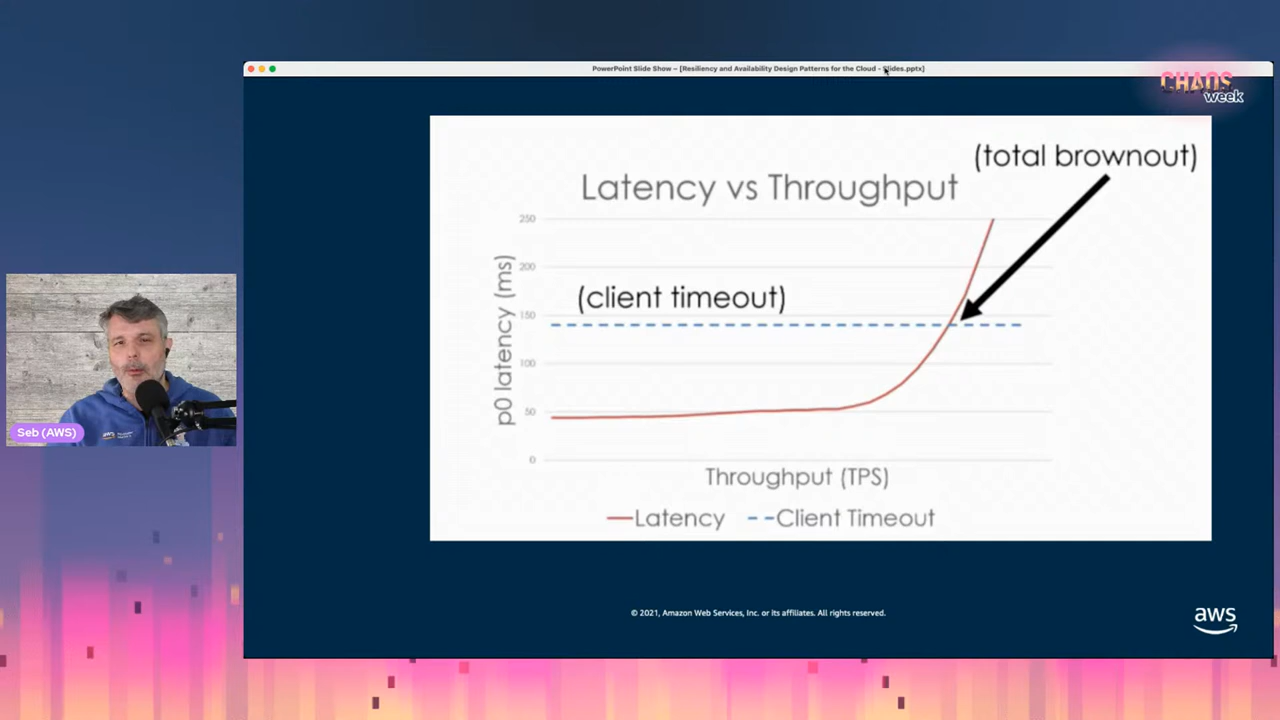 PowerPoint Slide Show – [Resiliency and Availability Design Patterns for the Cloud - Slides.pptx]
CHAOS
week
(total brownout)
Latency vs Throughput
250
200
(client timeout)
150
100
50
0
p0 latency (ms)
Throughput (TPS)
Latency
Client Timeout
Seb (AWS)
aws
© 2021, Amazon Web Services, Inc. or its affiliates. All rights reserved.
aws